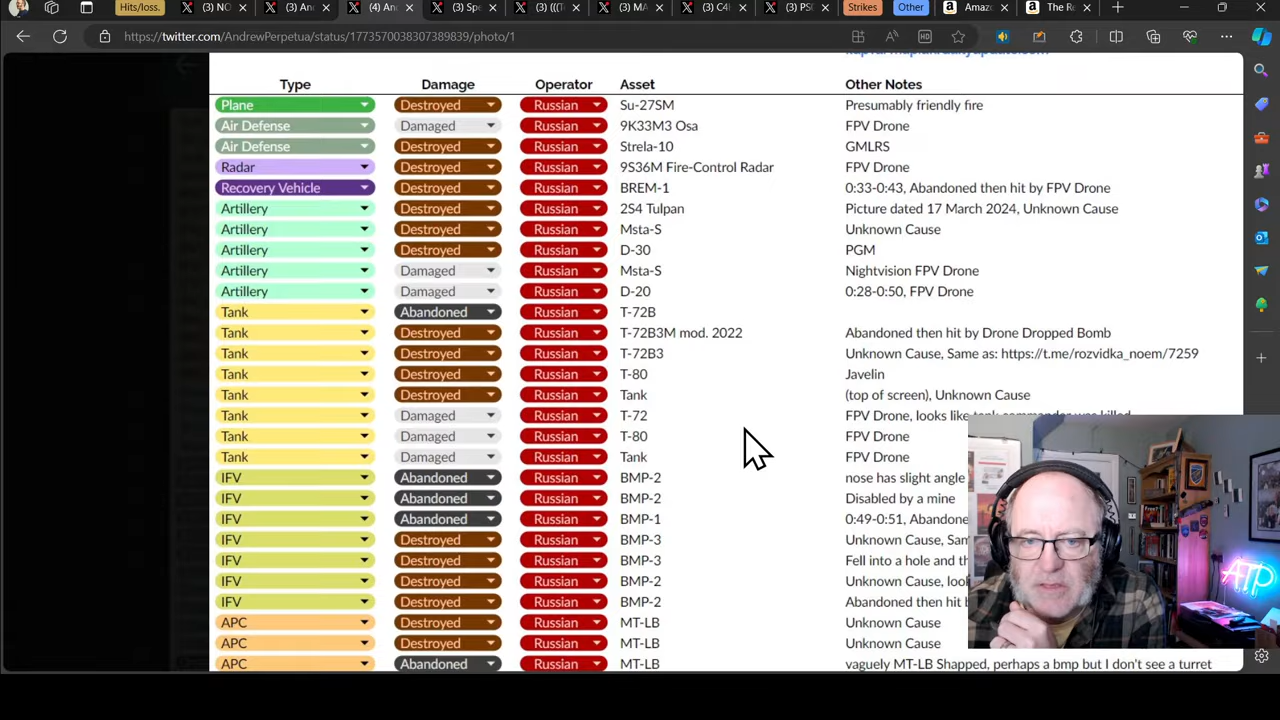 Hits/loss.
(3) NO
(3) An
(4) An
(3) Spe
(3) (((T
(3) MA
(3) C4I
(3) PS
Strikes
Other
Amaz
The Re
https://twitter.com/AndrewPerpetua/status/1773570038307389839/photo/1
Type Damage Operator Asset Other Notes
Plane Destroyed Russian Su-27SM Presumably friendly fire
Air Defense Damaged Russian 9K33M3 Osa FPV Drone
Air Defense Destroyed Russian Strela-10 GMLRS
Radar Destroyed Russian 9S36M Fire-Control Radar FPV Drone
Recovery Vehicle Destroyed Russian BREM-1 0:33-0:43, Abandoned then hit by FPV Drone
Artillery Destroyed Russian 2S4 Tulpan Picture dated 17 March 2024, Unknown Cause
Artillery Destroyed Russian Msta-S Unknown Cause
Artillery Destroyed Russian D-30 PGM
Artillery Damaged Russian Msta-S Nightvision FPV Drone
Artillery Damaged Russian D-20 0:28-0:50, FPV Drone
Tank Abandoned Russian T-72B
Tank Destroyed Russian T-72B3M mod. 2022 Abandoned then hit by Drone Dropped Bomb
Tank Destroyed Russian T-72B3 Unknown Cause, Same as: https://t.me/rozvidka_noem/7259
Tank Destroyed Russian T-80 Javelin
Tank Destroyed Russian Tank (top of screen), Unknown Cause
Tank Damaged Russian T-72 FPV Drone, looks like tank commander was killed
Tank Damaged Russian T-80 FPV Drone
Tank Damaged Russian Tank FPV Drone
IFV Abandoned Russian BMP-2 nose has slight angle
IFV Abandoned Russian BMP-2 Disabled by a mine
IFV Abandoned Russian BMP-1 0:49-0:51, Abandone
IFV Destroyed Russian BMP-3 Unknown Cause, Sam
IFV Destroyed Russian BMP-3 Fell into a hole and th
IFV Destroyed Russian BMP-2 Unknown Cause, look
IFV Destroyed Russian BMP-2 Abandoned then hit b
APC Destroyed Russian MT-LB Unknown Cause
APC Destroyed Russian MT-LB Unknown Cause
APC Abandoned Russian MT-LB vaguely MT-LB Shapped, perhaps a bmp but I don't see a turret
ATP